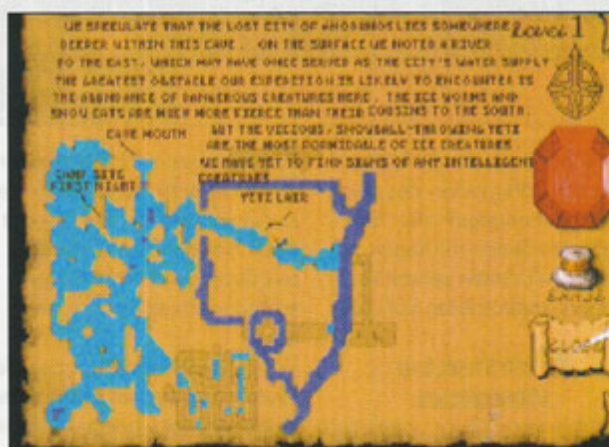 WE SPECULATE THAT THE LOST CITY OF ANODUNOS LIES SOMEWHERE
DEEPER WITHIN THIS CAVE. ON THE SURFACE WE NOTED A RIVER
TO THE EAST, WHICH MAY HAVE ONCE SERVED AS THE CITY'S WATER SUPPLY
THE GREATEST OBSTACLE OUR EXPEDITION IS LIKELY TO ENCOUNTER IS
THE ABUNDANCE OF DANGEROUS CREATURES HERE. THE ICE WORMS AND
SNOW CATS ARE MUCH MORE FIERCE THAN THEIR COUSINS TO THE SOUTH.
BUT THE VICIOUS, SNOWBALL-THROWING YETI
ARE THE MOST FORMIDABLE OF ICE CREATURES
WE HAVE YET TO FIND SIGNS OF ANY INTELLIGENT
CREATURES
Level 1
CAVE MOUTH
CAMP SITE
FIRST NIGHT
YETI LAIR
ERASE
CLOSE